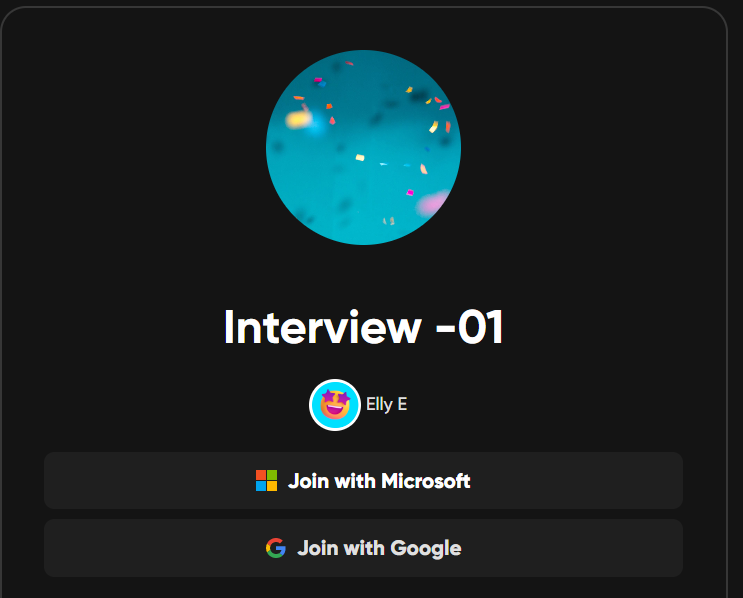 Interview -01
Elly E
Join with Microsoft
Join with Google